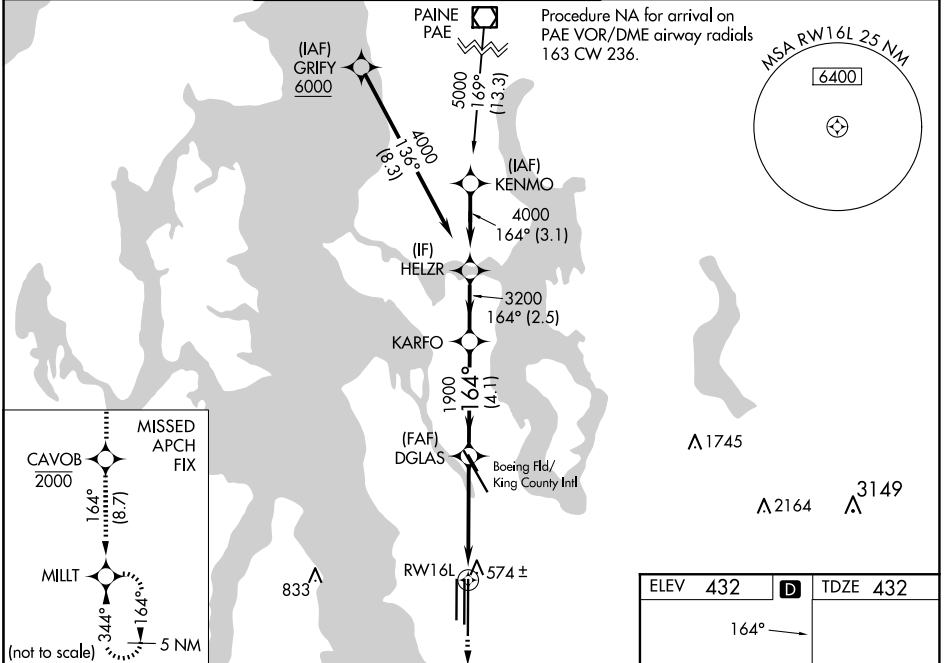 PAINE
PAE
Procedure NA for arrival on
PAE VOR/DME airway radials
163 CW 236.
MSA RW16L 25 NM
6400
(IAF)
GRIFY
6000
5000
169°
(13.3)
4000
136°
(8.3)
(IAF)
KENMO
4000
164° (3.1)
(IF)
HELZR
3200
164° (2.5)
KARFO
1900
164°
(4.1)
(FAF)
DGLAS
Boeing Fld/
King County Intl
1745
2164
3149
MISSED
APCH
FIX
CAVOB
2000
164°
(8.7)
MILLT
344°
164°
5 NM
(not to scale)
833
RW16L
574 ±
ELEV 432
D
TDZE 432
164°